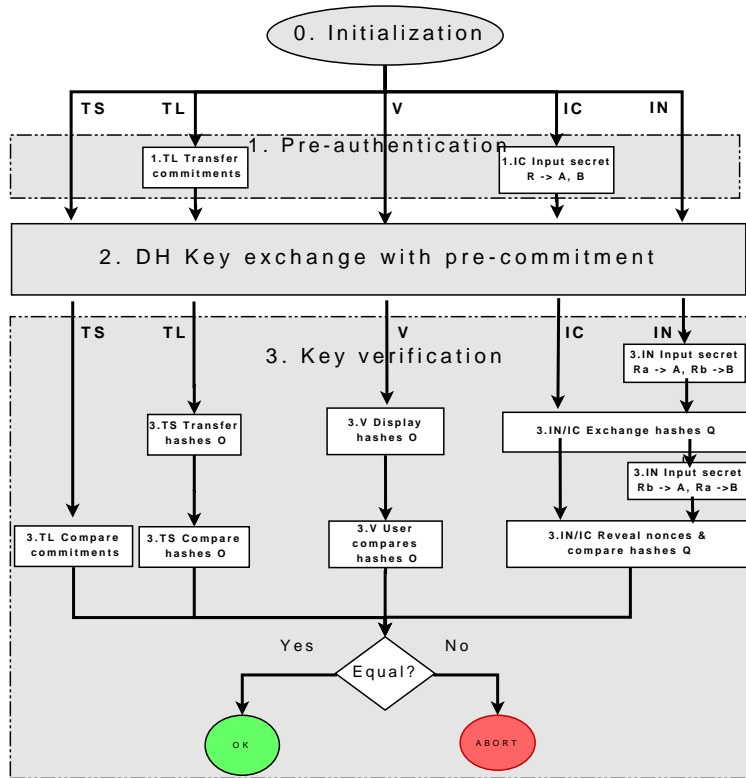 0. Initialization
TS
TL
V
IC
IN
1. Pre-authentication
1.TL Transfer
commitments
1.IC Input secret
R -> A, B
2. DH Key exchange with pre-commitment
TS
TL
V
IC
IN
3. Key verification
3.IN Input secret
Ra -> A, Rb ->B
3.TS Transfer
hashes O
3.V Display
hashes O
3.IN/IC Exchange hashes Q
3.IN Input secret
Rb -> A, Ra ->B
3.TL Compare
commitments
3.TS Compare
hashes O
3.V User
compares
hashes O
3.IN/IC Reveal nonces &
compare hashes Q
Yes
No
Equal?
OK
ABORT